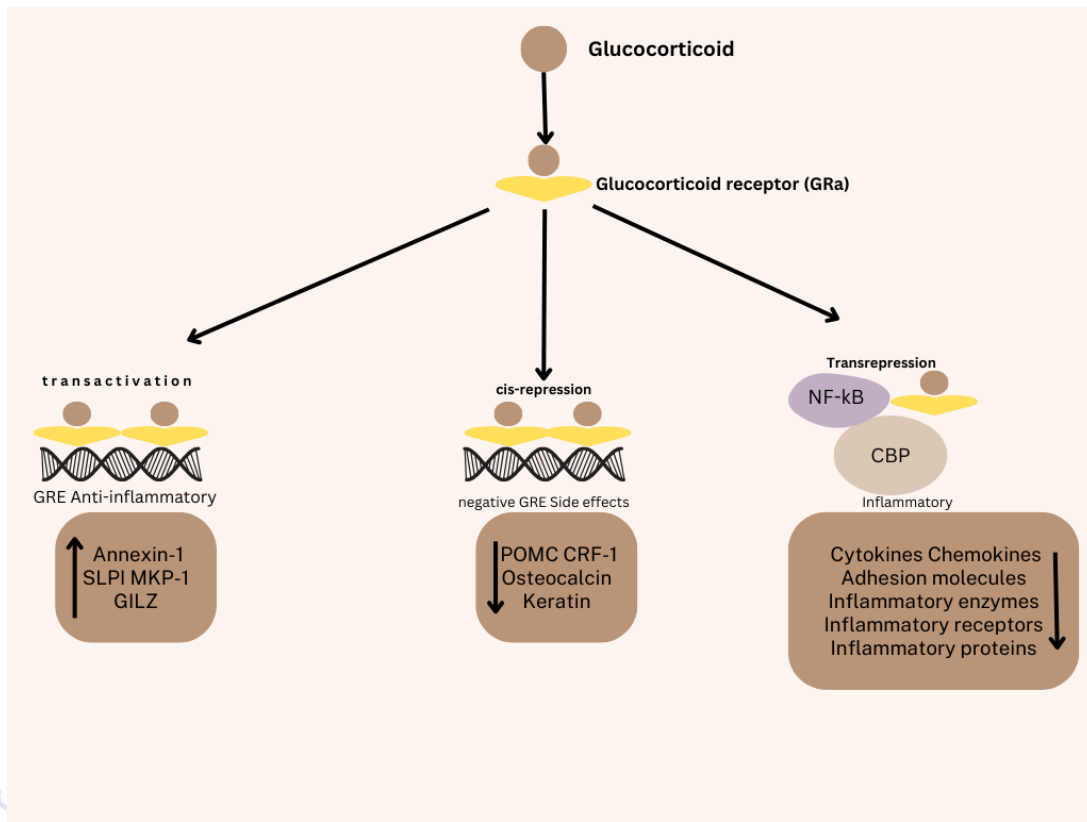 Glucocorticoid
Glucocorticoid receptor (GRa)
transactivation
GRE Anti-inflammatory
Annexin-1
SLPI MKP-1
GILZ
cis-repression
negative GRE Side effects
POMC CRF-1
Osteocalcin
Keratin
Transrepression
NF-kB
CBP
Inflammatory
Cytokines Chemokines
Adhesion molecules
Inflammatory enzymes
Inflammatory receptors
Inflammatory proteins